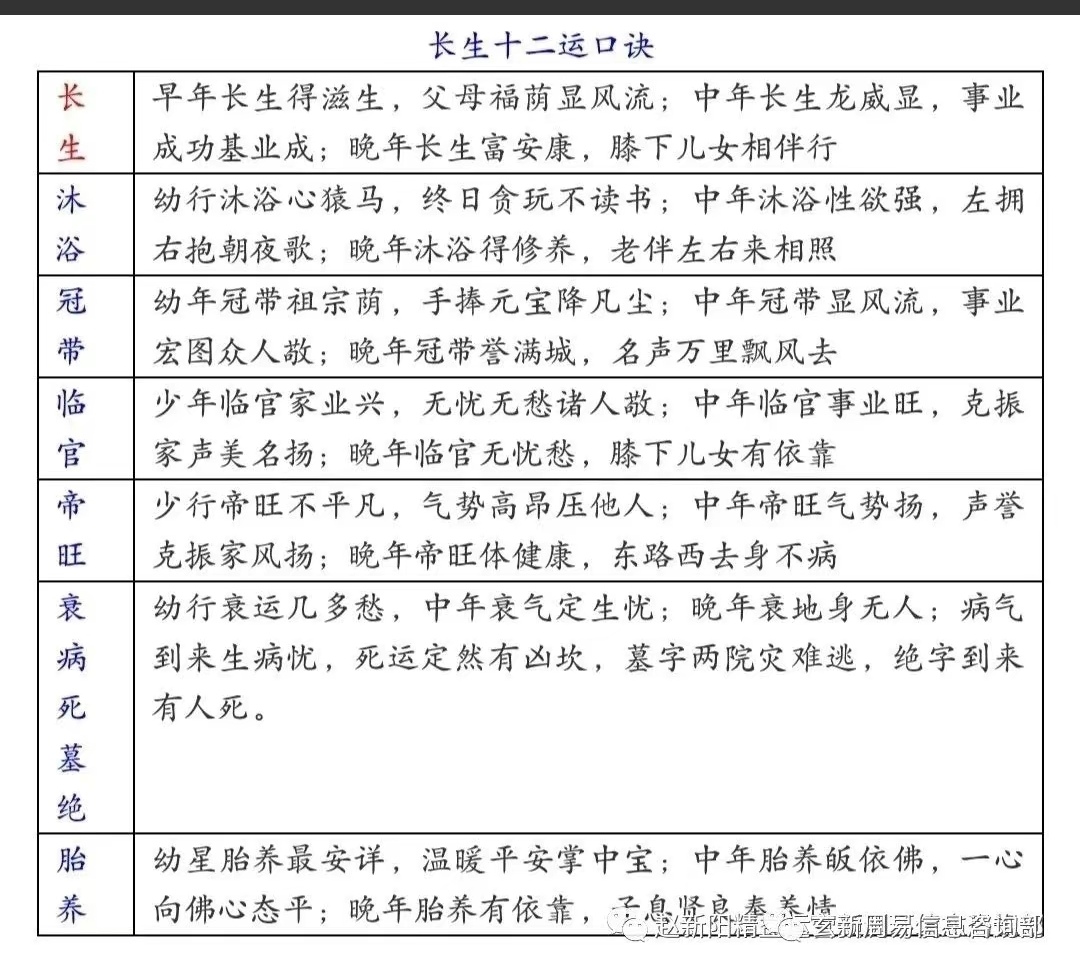 长生十二运口诀
长生
早年长生得滋生，父母福荫显风流；中年长生龙威显，事业
成功基业成；晚年长生富安康，膝下儿女相伴行
沐浴
幼行沐浴心猿马，终日贪玩不读书；中年沐浴性欲强，左拥
右抱朝夜歌；晚年沐浴得修养，老伴左右来相照
冠带
幼年冠带祖宗荫，手捧元宝降凡尘；中年冠带显风流，事业
宏图众人敬；晚年冠带誉满城，名声万里飘风去
临官
少年临官家业兴，无忧无愁诸人敬；中年临官事业旺，克振
家声美名扬；晚年临官无忧愁，膝下儿女有依靠
帝旺
少行帝旺不平凡，气势高昂压他人；中年帝旺气势扬，声誉
克振家风扬；晚年帝旺体健康，东路西去身不病
衰病死墓绝
幼行衰运几多愁，中年衰气定生忧；晚年衰地身无人；病气
到来生病忧，死运定然有凶坎，墓字两院灾难逃，绝字到来
有人死。
胎养
幼星胎养最安详，温暖平安掌中宝；中年胎养皈依佛，一心
向佛心态平；晚年胎养有依靠，子息贤良奉养情
赵新阳精 玄新周易信息咨询部